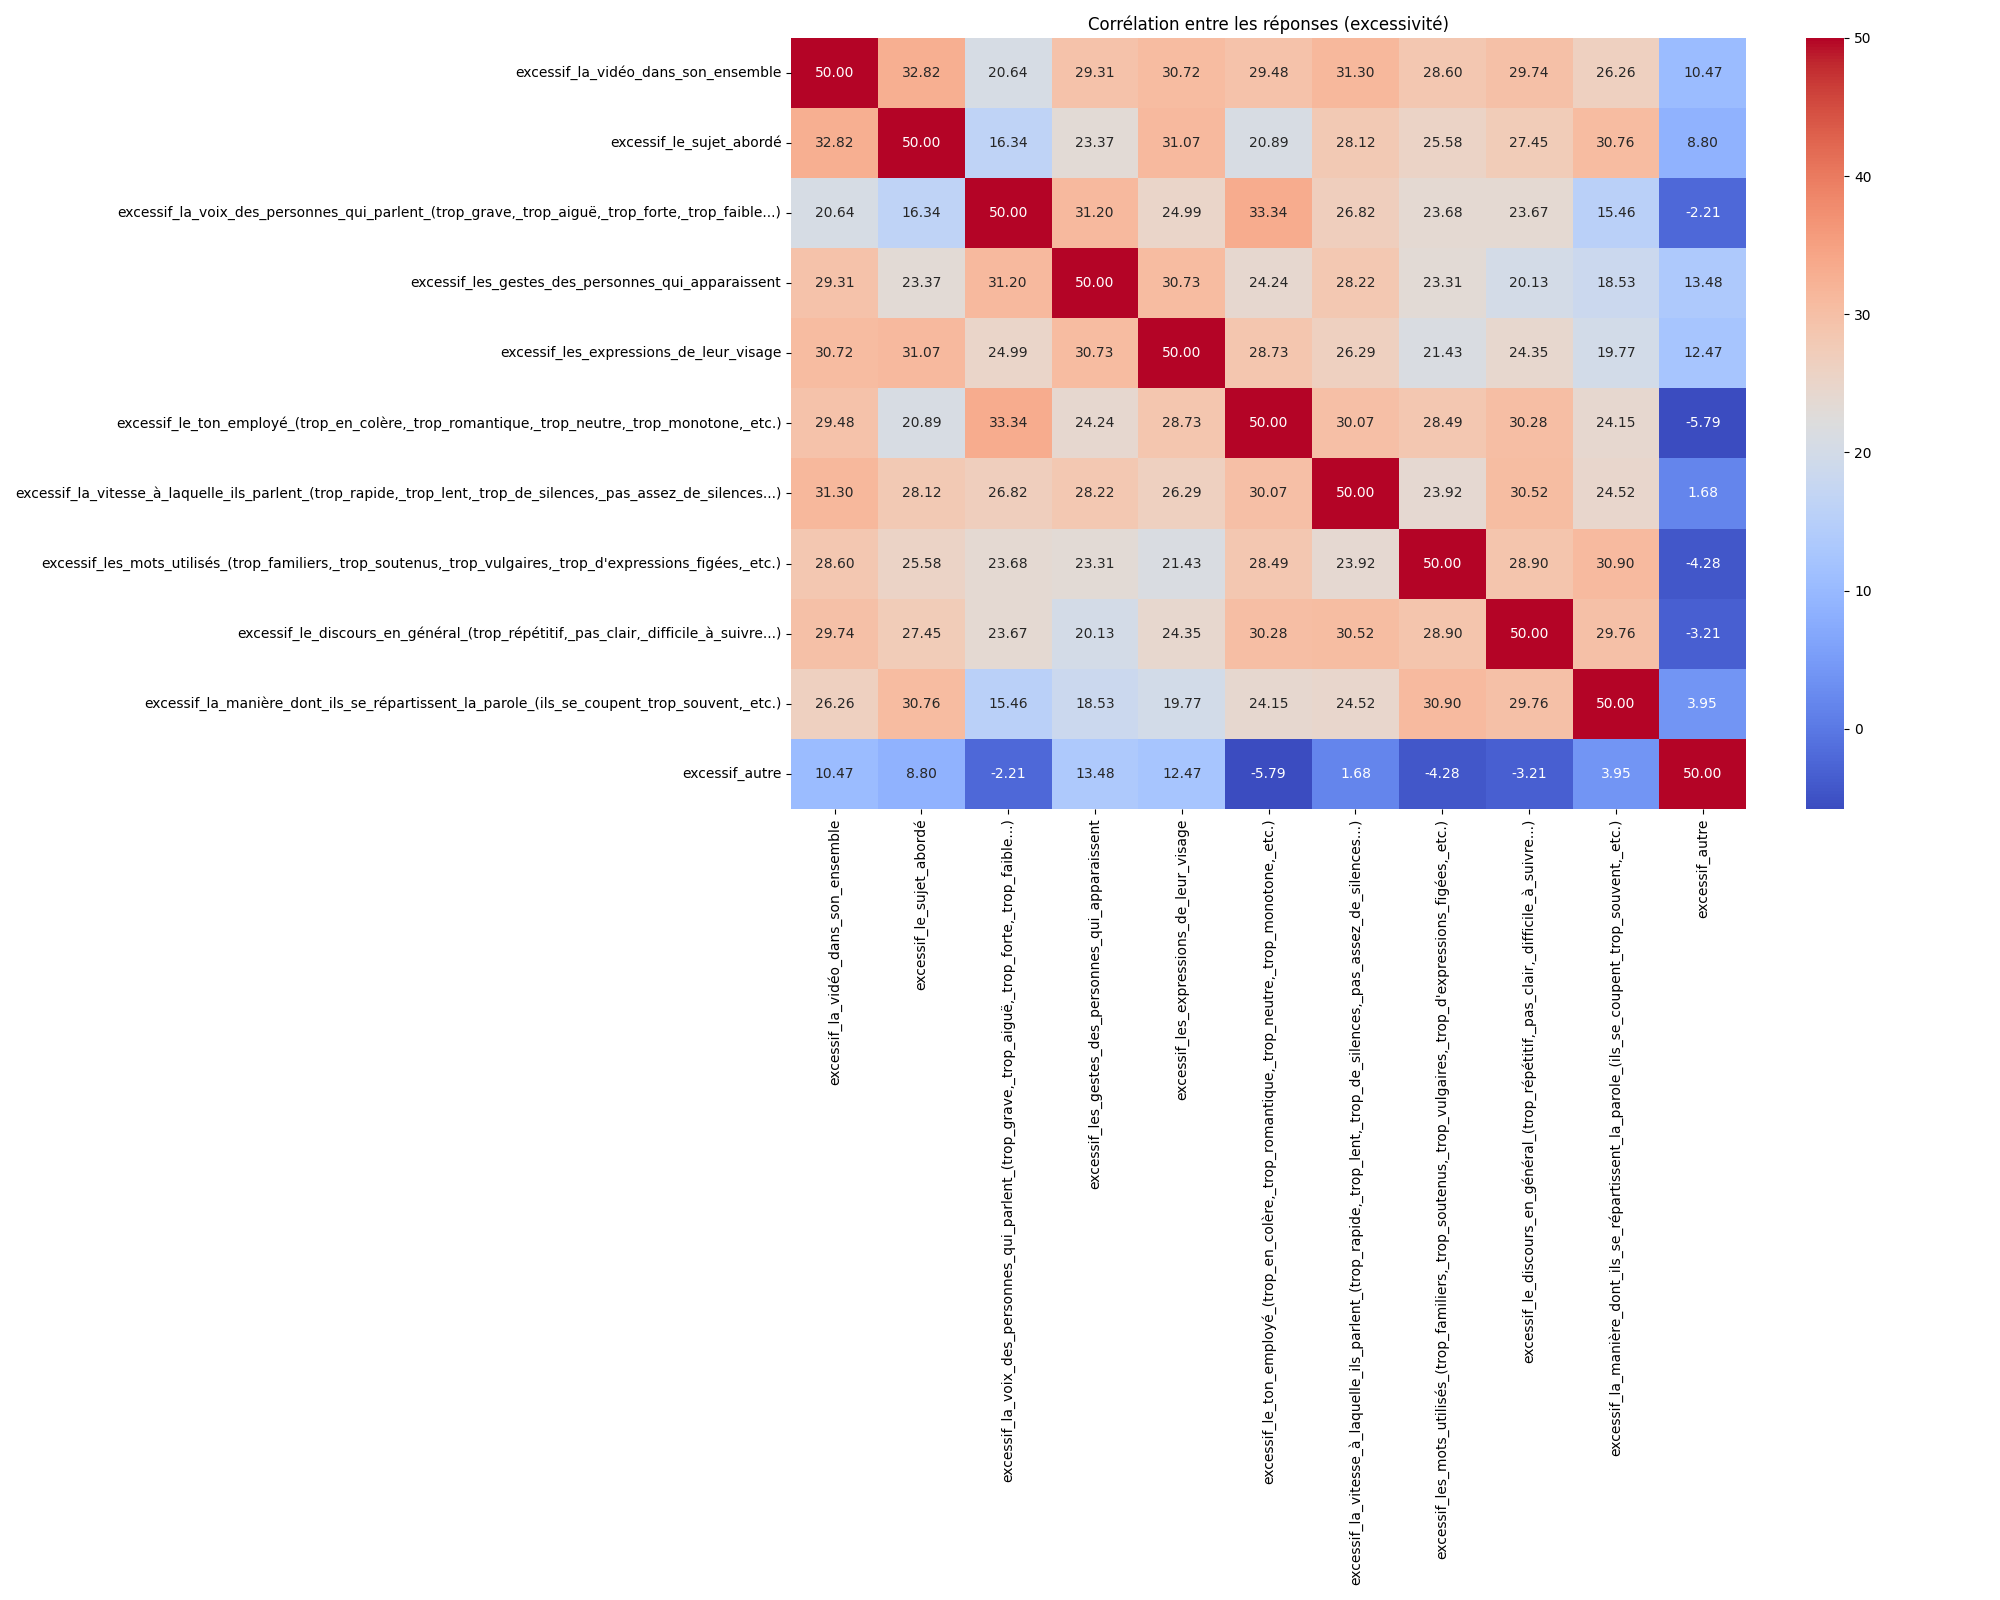 Corrélation entre les réponses (excessivité)
excessif_la_vidéo_dans_son_ensemble 50.00 32.82 20.64 29.31 30.72 29.48 31.30 28.60 29.74 26.26 10.47
excessif_le_sujet_abordé 32.82 50.00 16.34 23.37 31.07 20.89 28.12 25.58 27.45 30.76 8.80
excessif_la_voix_des_personnes_qui_parlent_(trop_grave,_trop_aiguë,_trop_forte,_trop_faible...) 20.64 16.34 50.00 31.20 24.99 33.34 26.82 23.68 23.67 15.46 -2.21
excessif_les_gestes_des_personnes_qui_apparaissent 29.31 23.37 31.20 50.00 30.73 24.24 28.22 23.31 20.13 18.53 13.48
excessif_les_expressions_de_leur_visage 30.72 31.07 24.99 30.73 50.00 28.73 26.29 21.43 24.35 19.77 12.47
excessif_le_ton_employé_(trop_en_colère,_trop_romantique,_trop_neutre,_trop_monotone,_etc.) 29.48 20.89 33.34 24.24 28.73 50.00 30.07 28.49 30.28 24.15 -5.79
excessif_la_vitesse_à_laquelle_ils_parlent_(trop_rapide,_trop_lent,_trop_de_silences,_pas_assez_de_silences...) 31.30 28.12 26.82 28.22 26.29 30.07 50.00 23.92 30.52 24.52 1.68
excessif_les_mots_utilisés_(trop_familiers,_trop_soutenus,_trop_vulgaires,_trop_d'expressions_figées,_etc.) 28.60 25.58 23.68 23.31 21.43 28.49 23.92 50.00 28.90 30.90 -4.28
excessif_le_discours_en_général_(trop_répétitif,_pas_clair,_difficile_à_suivre...) 29.74 27.45 23.67 20.13 24.35 30.28 30.52 28.90 50.00 29.76 -3.21
excessif_la_manière_dont_ils_se_répartissent_la_parole_(ils_se_coupent_trop_souvent,_etc.) 26.26 30.76 15.46 18.53 19.77 24.15 24.52 30.90 29.76 50.00 3.95
excessif_autre 10.47 8.80 -2.21 13.48 12.47 -5.79 1.68 -4.28 -3.21 3.95 50.00
excessif_la_vidéo_dans_son_ensemble
excessif_le_sujet_abordé
excessif_la_voix_des_personnes_qui_parlent_(trop_grave,_trop_aiguë,_trop_forte,_trop_faible...)
excessif_les_gestes_des_personnes_qui_apparaissent
excessif_les_expressions_de_leur_visage
excessif_le_ton_employé_(trop_en_colère,_trop_romantique,_trop_neutre,_trop_monotone,_etc.)
excessif_la_vitesse_à_laquelle_ils_parlent_(trop_rapide,_trop_lent,_trop_de_silences,_pas_assez_de_silences...)
excessif_les_mots_utilisés_(trop_familiers,_trop_soutenus,_trop_vulgaires,_trop_d'expressions_figées,_etc.)
excessif_le_discours_en_général_(trop_répétitif,_pas_clair,_difficile_à_suivre...)
excessif_la_manière_dont_ils_se_répartissent_la_parole_(ils_se_coupent_trop_souvent,_etc.)
excessif_autre
50
40
30
20
10
0